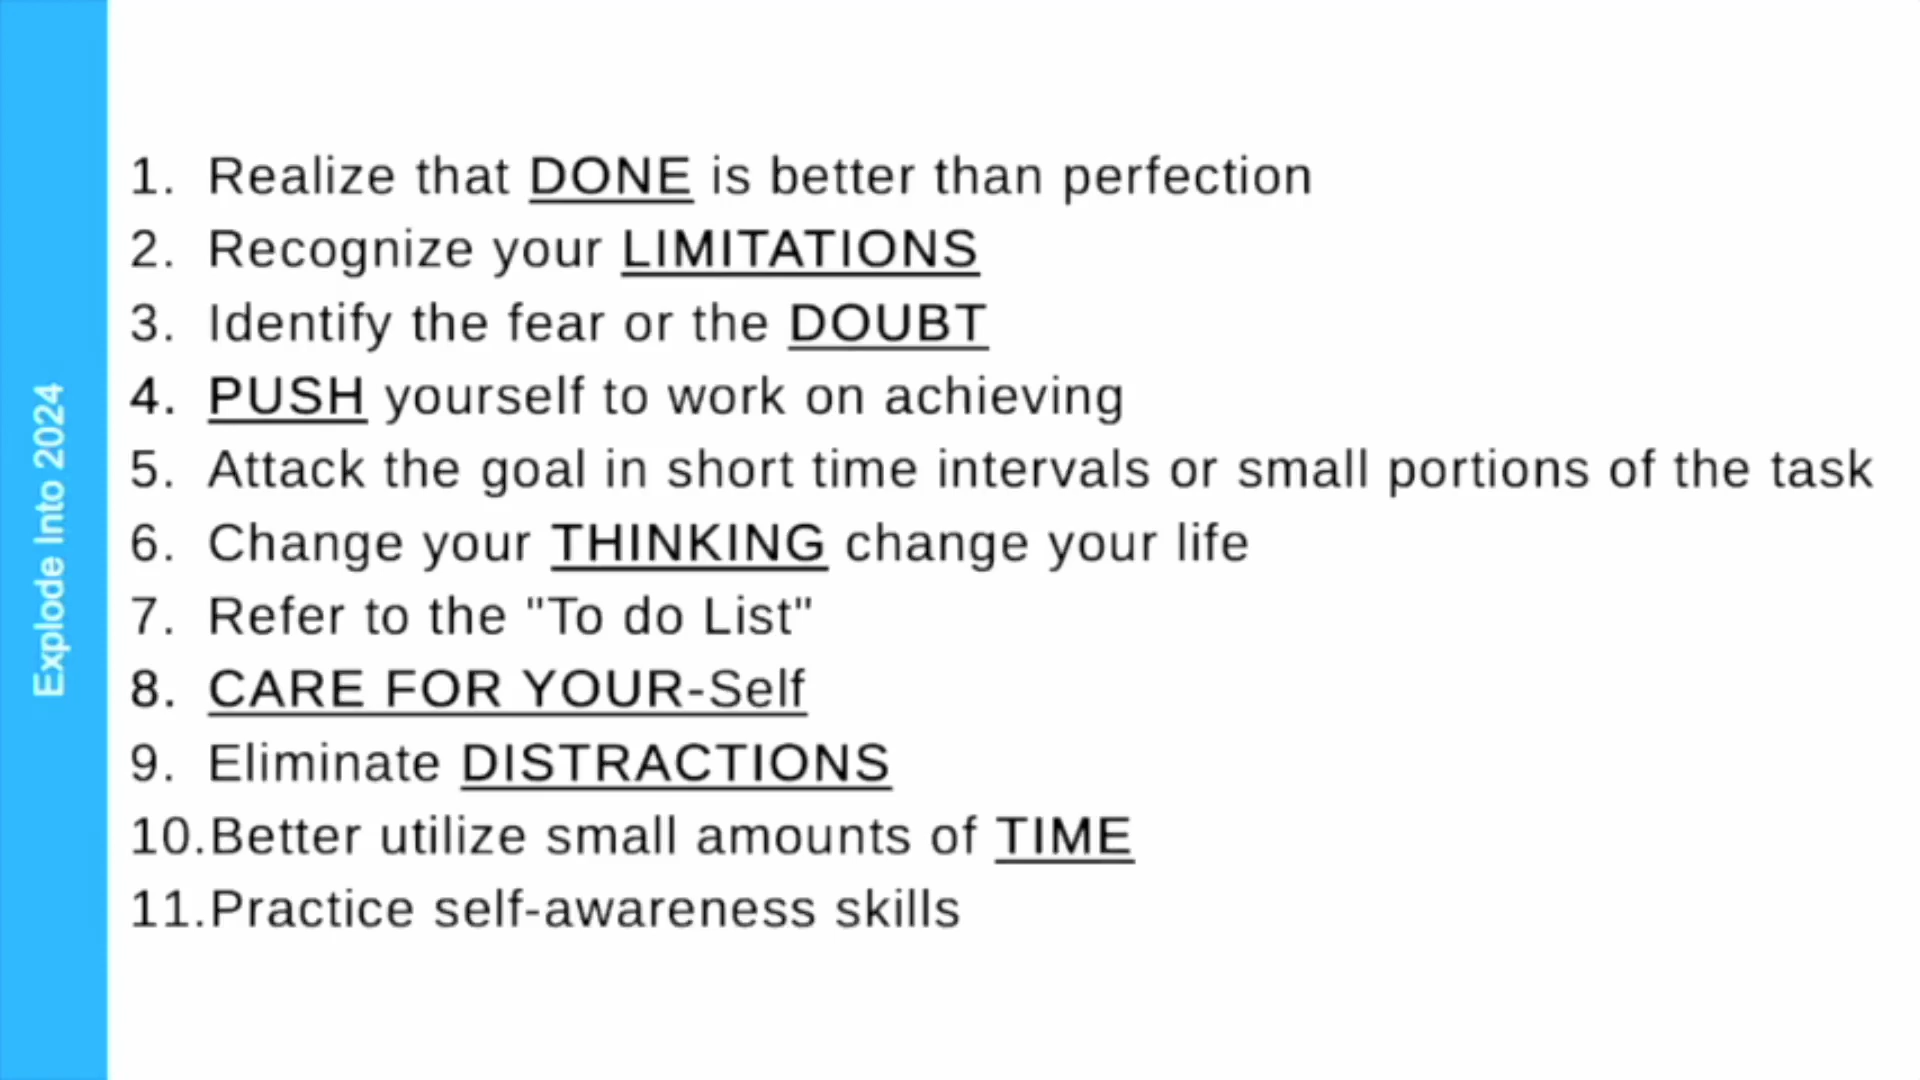 Explode Into 2024
1. Realize that DONE is better than perfection
2. Recognize your LIMITATIONS
3. Identify the fear or the DOUBT
4. PUSH yourself to work on achieving
5. Attack the goal in short time intervals or small portions of the task
6. Change your THINKING change your life
7. Refer to the "To do List"
8. CARE FOR YOUR-Self
9. Eliminate DISTRACTIONS
10.Better utilize small amounts of TIME
11.Practice self-awareness skills